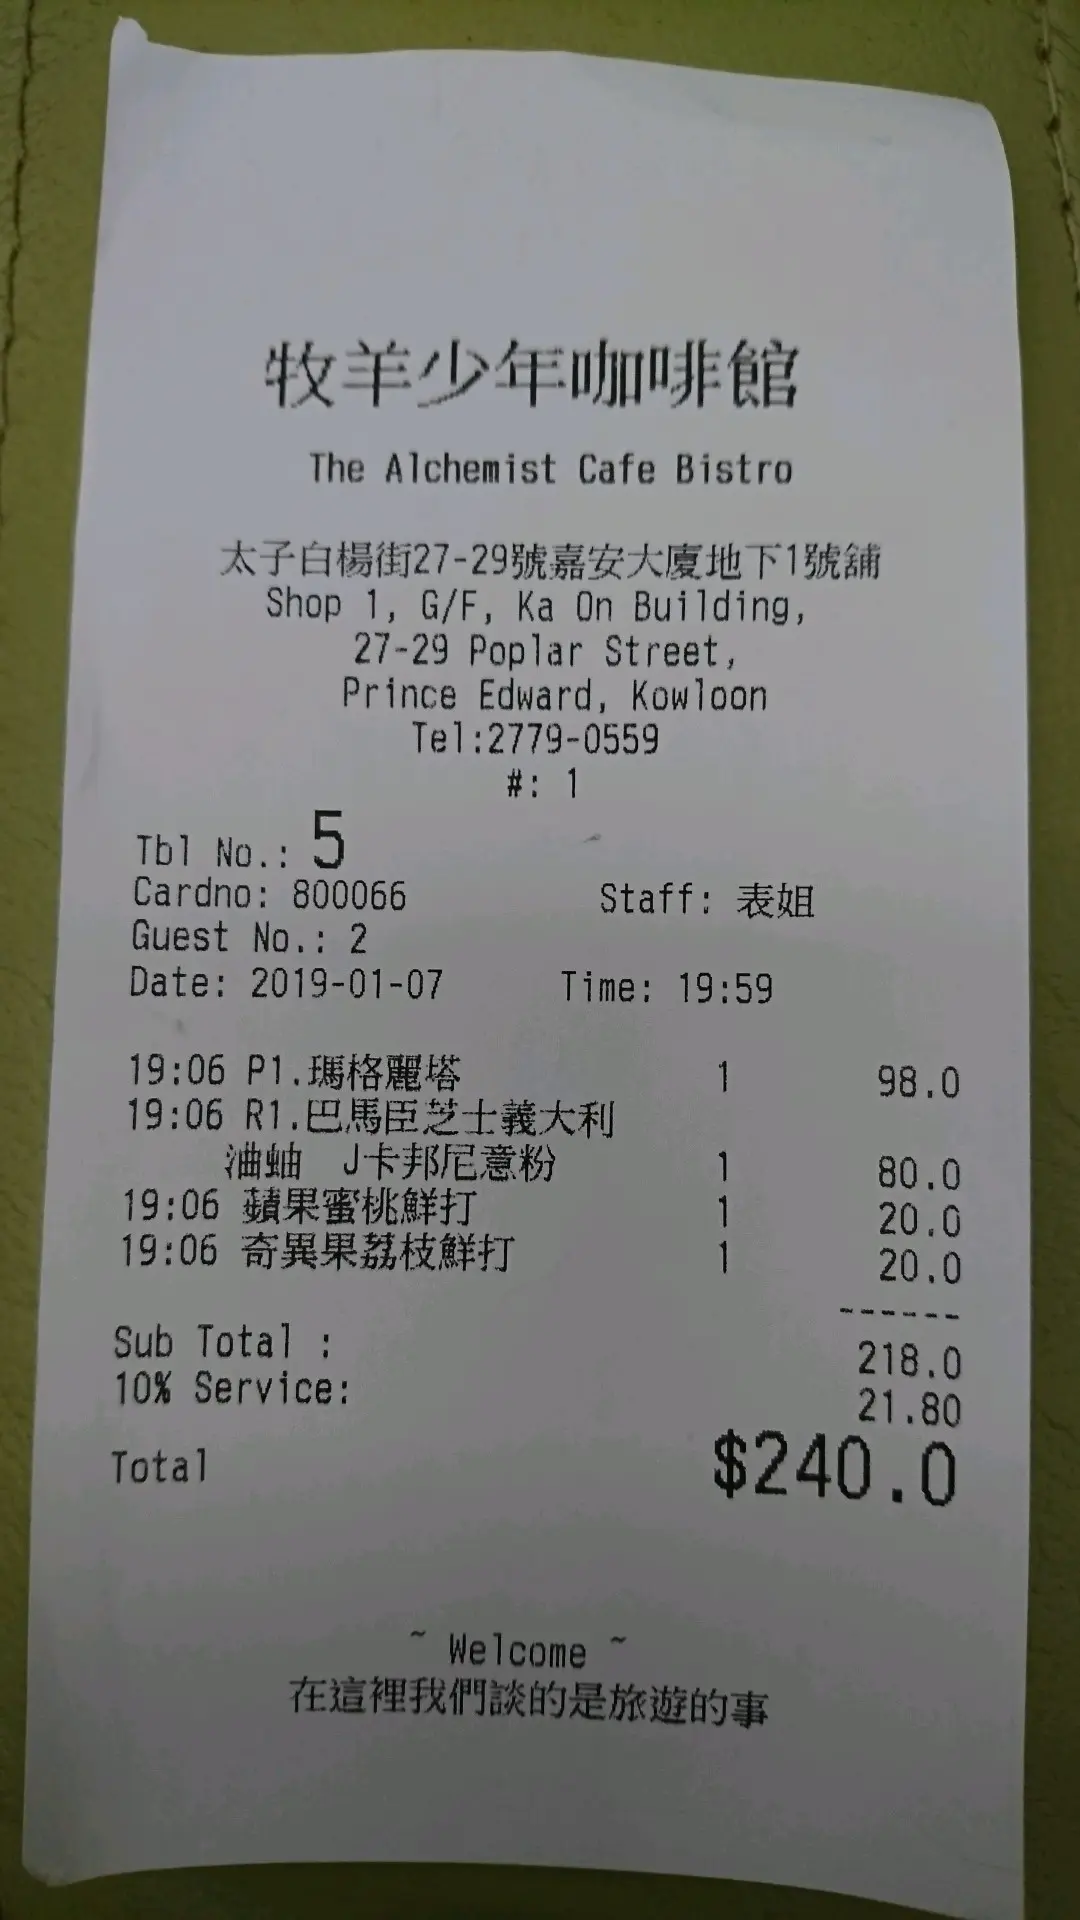 牧羊少年咖啡館
The Alchemist Cafe Bistro
太子白楊街27-29號嘉安大廈地下1號舖
Shop 1, G/F, Ka On Building,
27-29 Poplar Street,
Prince Edward, Kowloon
Tel:2779-0559
#: 1
Tbl No.: 5
Cardno: 800066 Staff: 表姐
Guest No.: 2
Date: 2019-01-07 Time: 19:59
19:06 P1.瑪格麗塔 1 98.0
19:06 R1.巴馬臣芝士義大利
油蚰 J卡邦尼意粉 1 80.0
19:06 蘋果蜜桃鮮打 1 20.0
19:06 奇異果荔枝鮮打 1 20.0
------
Sub Total : 218.0
10% Service: 21.80
Total $240.0
~ Welcome ~
在這裡我們談的是旅遊的事